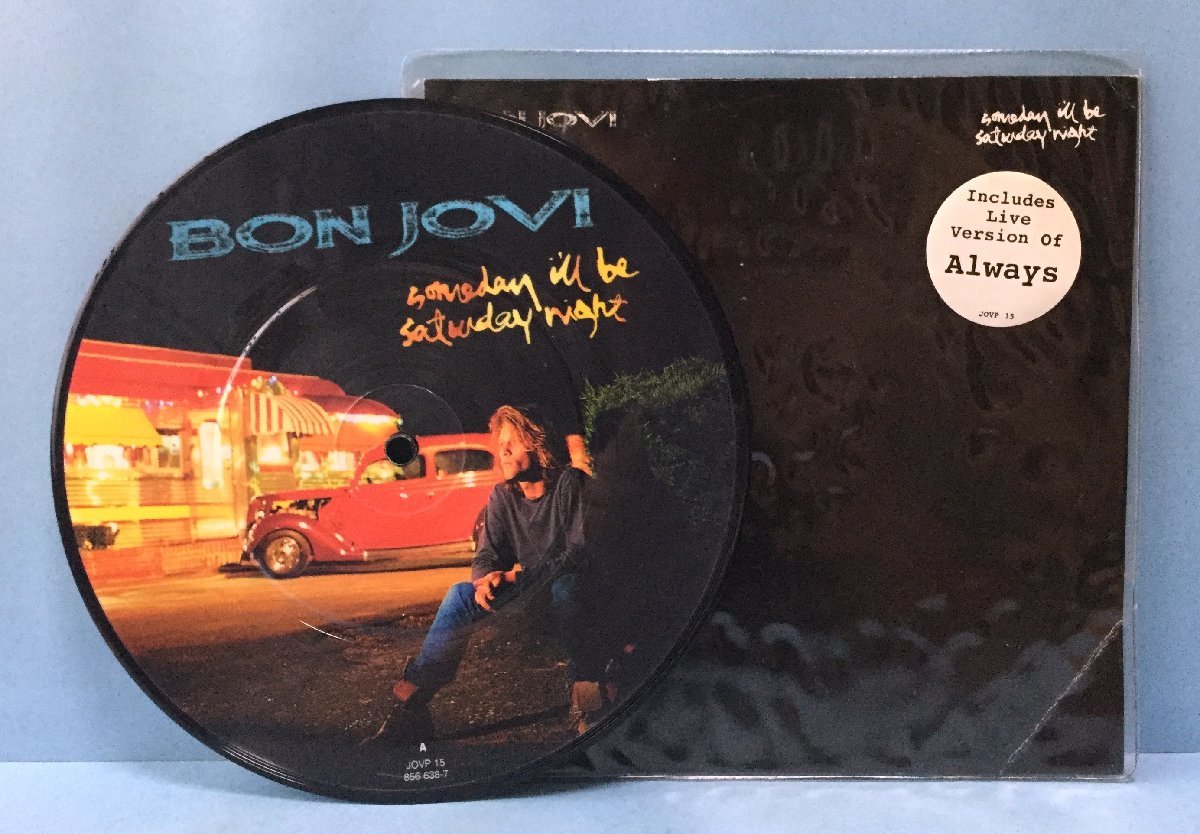 BON JOVI
someday i'll be
saturday night
A
JOVP 15
856 638-7
JOVI
someday i'll be
saturday night
Includes
Live
Version Of
Always
JOVP 15